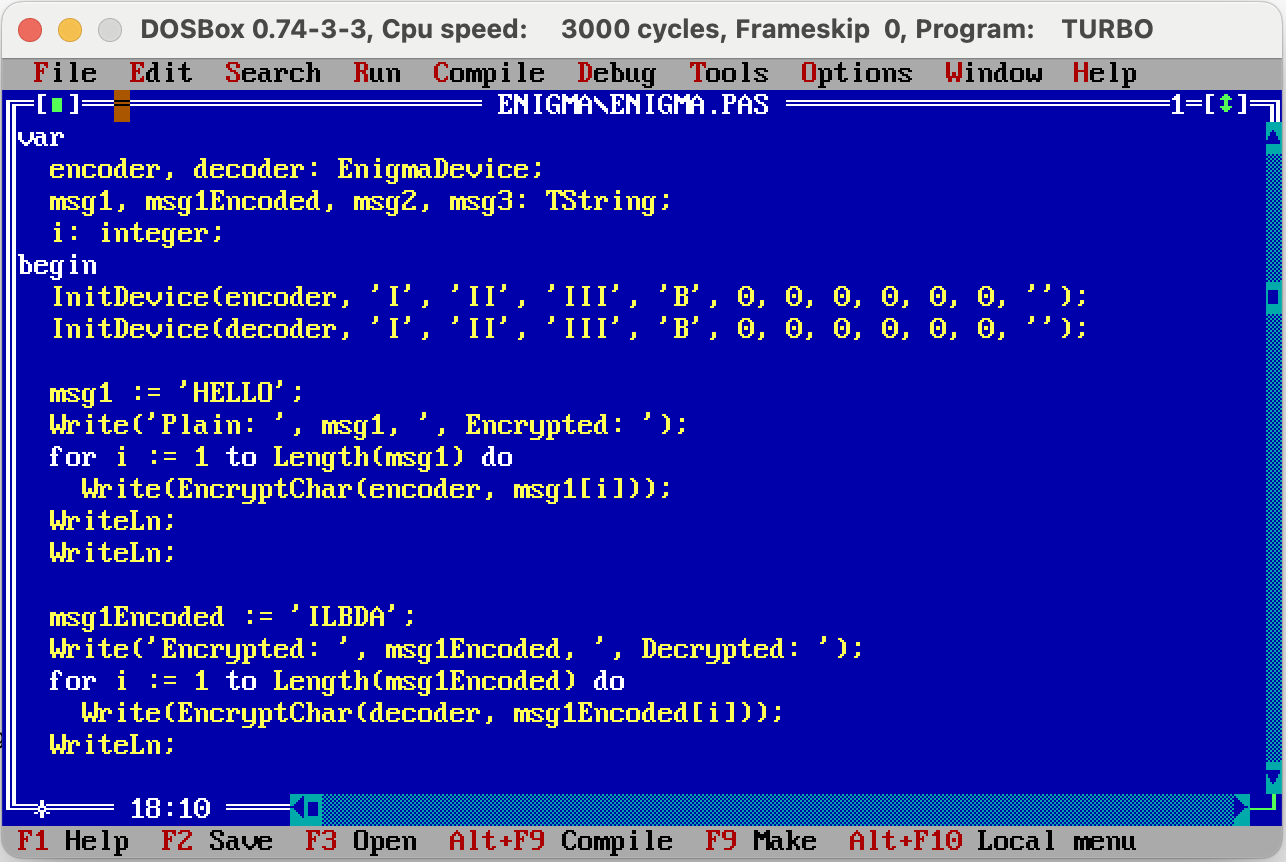 DOSBox 0.74-3-3, Cpu speed: 3000 cycles, Frameskip 0, Program: TURBO
File Edit Search Run Compile Debug Tools Options Window Help
ENIGMA\ENIGMA.PAS 1=[↕]
var
  encoder, decoder: EnigmaDevice;
  msg1, msg1Encoded, msg2, msg3: TString;
  i: integer;
begin
  InitDevice(encoder, 'I', 'II', 'III', 'B', 0, 0, 0, 0, 0, 0, '');
  InitDevice(decoder, 'I', 'II', 'III', 'B', 0, 0, 0, 0, 0, 0, '');
  msg1 := 'HELLO';
  Write('Plain: ', msg1, ', Encrypted: ');
  for i := 1 to Length(msg1) do
    Write(EncryptChar(encoder, msg1[i]));
  WriteLn;
  WriteLn;
  msg1Encoded := 'ILBDA';
  Write('Encrypted: ', msg1Encoded, ', Decrypted: ');
  for i := 1 to Length(msg1Encoded) do
    Write(EncryptChar(decoder, msg1Encoded[i]));
  WriteLn;
18:10
F1 Help F2 Save F3 Open Alt+F9 Compile F9 Make Alt+F10 Local menu